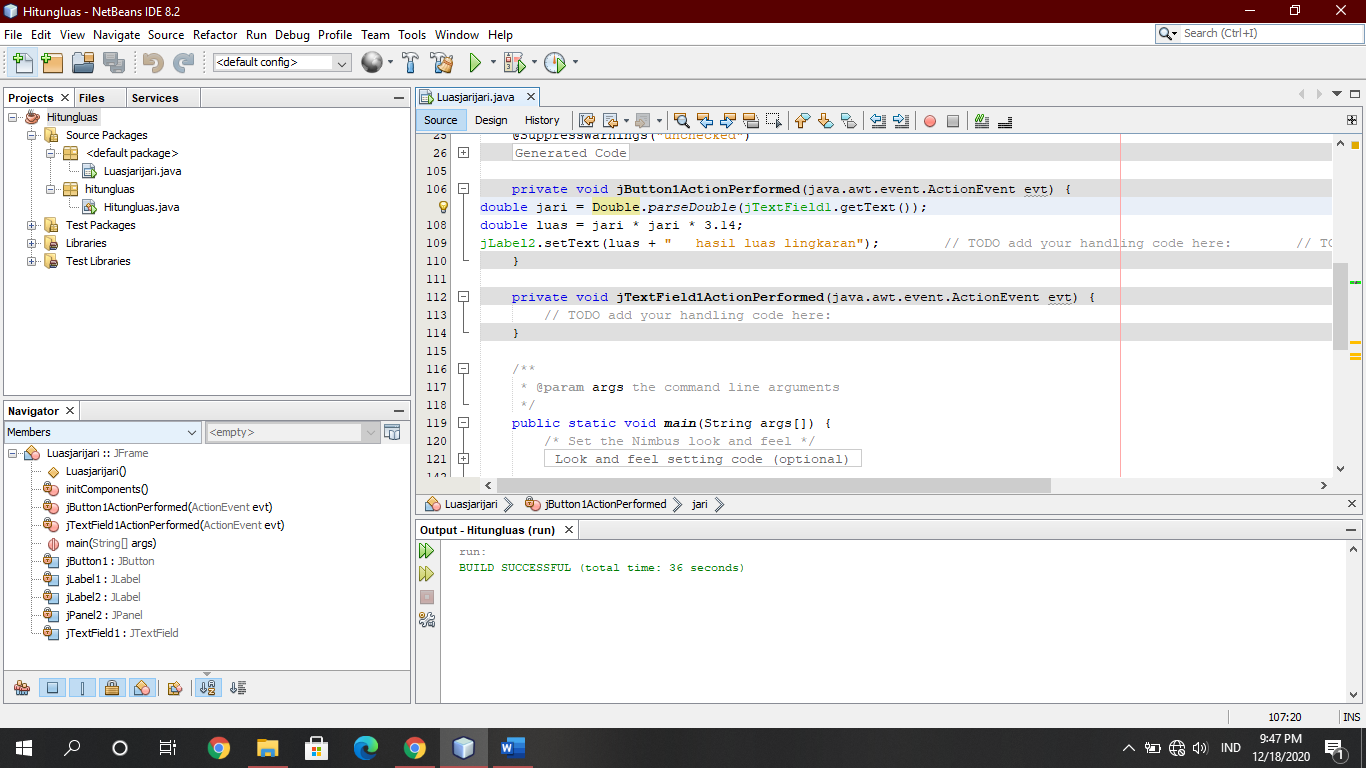 Hitungluas - NetBeans IDE 8.2
File Edit View Navigate Source Refactor Run Debug Profile Team Tools Window Help
Search (Ctrl+I)
<default config>
Projects Files Services
Hitungluas
Source Packages
<default package>
Luasjarijari.java
hitungluas
Hitungluas.java
Test Packages
Libraries
Test Libraries
Navigator
Members <empty>
Luasjarijari :: JFrame
Luasjarijari()
initComponents()
jButton1ActionPerformed(ActionEvent evt)
jTextField1ActionPerformed(ActionEvent evt)
main(String[] args)
jButton1 : JButton
jLabel1 : JLabel
jLabel2 : JLabel
jPanel2 : JPanel
jTextField1 : JTextField
Luasjarijari.java
Source Design History
25 @SuppressWarnings("unchecked")
26 Generated Code
105
106 private void jButton1ActionPerformed(java.awt.event.ActionEvent evt) {
double jari = Double.parseDouble(jTextField1.getText());
108 double luas = jari * jari * 3.14;
109 jLabel2.setText(luas + "   hasil luas lingkaran"); // TODO add your handling code here: // TO
110 }
111
112 private void jTextField1ActionPerformed(java.awt.event.ActionEvent evt) {
113 // TODO add your handling code here:
114 }
115
116 /**
117 * @param args the command line arguments
118 */
119 public static void main(String args[]) {
120 /* Set the Nimbus look and feel */
121 Look and feel setting code (optional)
142
Luasjarijari jButton1ActionPerformed jari
Output - Hitungluas (run)
run:
BUILD SUCCESSFUL (total time: 36 seconds)
107:20 INS
IND
9:47 PM
12/18/2020
1